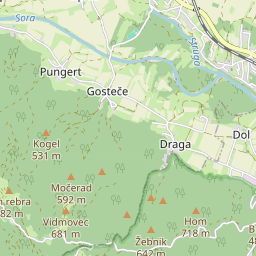 Sora
Pungert
Gosteče
Kogel
531 m
Draga
Dol
Močerad
592 m
Vidmovec
681 m
rebra
82 m
Hom
718 m
Žebnik
642 m